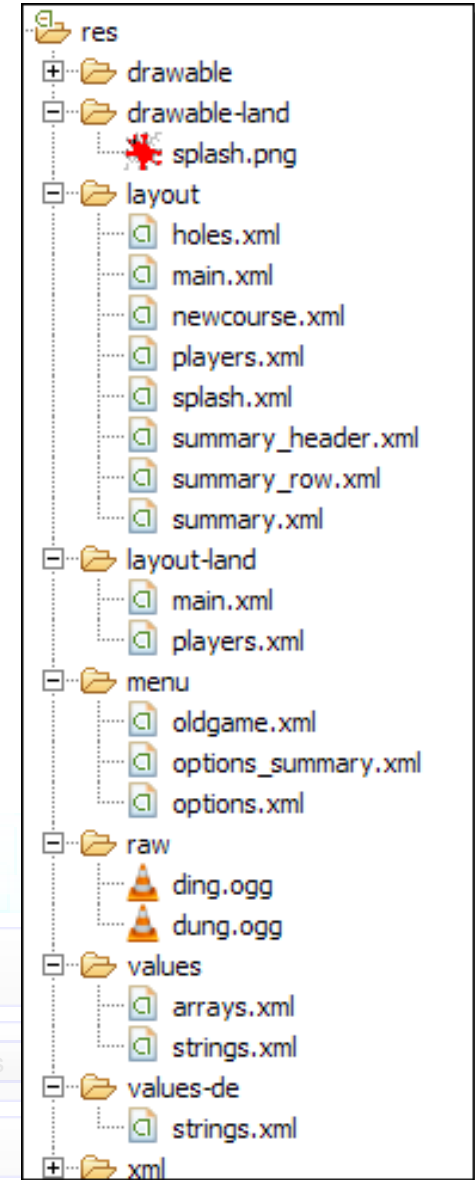 res
drawable
drawable-land
splash.png
layout
holes.xml
main.xml
newcourse.xml
players.xml
splash.xml
summary_header.xml
summary_row.xml
summary.xml
layout-land
main.xml
players.xml
menu
oldgame.xml
options_summary.xml
options.xml
raw
ding.ogg
dung.ogg
values
arrays.xml
strings.xml
values-de
strings.xml
xml